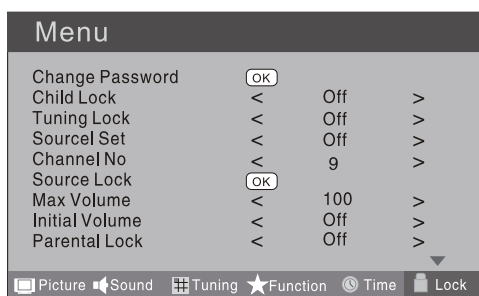 Menu
Change Password OK
Child Lock < Off >
Tuning Lock < Off >
Sourcel Set < Off >
Channel No < 9 >
Source Lock OK
Max Volume < 100 >
Initial Volume < Off >
Parental Lock < Off >
Picture Sound Tuning Function Time Lock